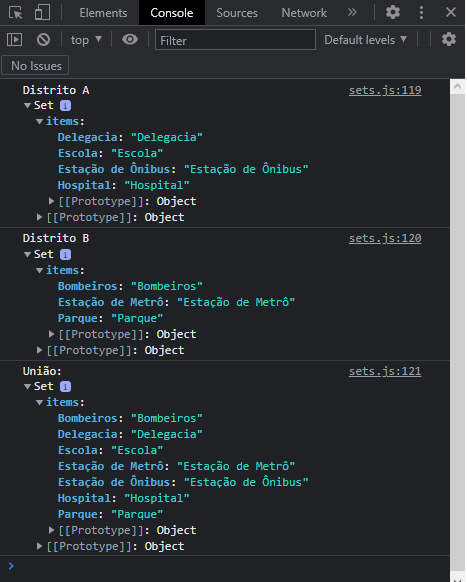 Elements Console Sources Network »
top ▼ Filter Default levels ▼
No Issues
Distrito A sets.js:119
▼Set i
▼items:
Delegacia: "Delegacia"
Escola: "Escola"
Estação de Ônibus: "Estação de Ônibus"
Hospital: "Hospital"
▶[[Prototype]]: Object
▶[[Prototype]]: Object
Distrito B sets.js:120
▼Set i
▼items:
Bombeiros: "Bombeiros"
Estação de Metrô: "Estação de Metrô"
Parque: "Parque"
▶[[Prototype]]: Object
▶[[Prototype]]: Object
União: sets.js:121
▼Set i
▼items:
Bombeiros: "Bombeiros"
Delegacia: "Delegacia"
Escola: "Escola"
Estação de Metrô: "Estação de Metrô"
Estação de Ônibus: "Estação de Ônibus"
Hospital: "Hospital"
Parque: "Parque"
▶[[Prototype]]: Object
▶[[Prototype]]: Object